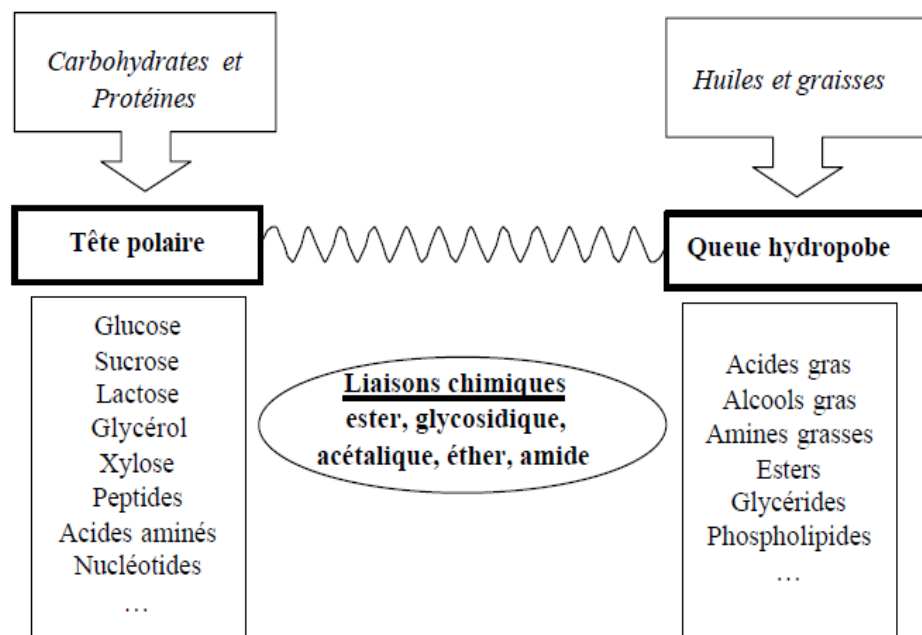 Carbohydrates et
Protéines
Huiles et graisses
Tête polaire
Queue hydropobe
Glucose
Sucrose
Lactose
Glycérol
Xylose
Peptides
Acides aminés
Nucléotides
…
Liaisons chimiques
ester, glycosidique,
acétalique, éther, amide
Acides gras
Alcools gras
Amines grasses
Esters
Glycérides
Phospholipides
…